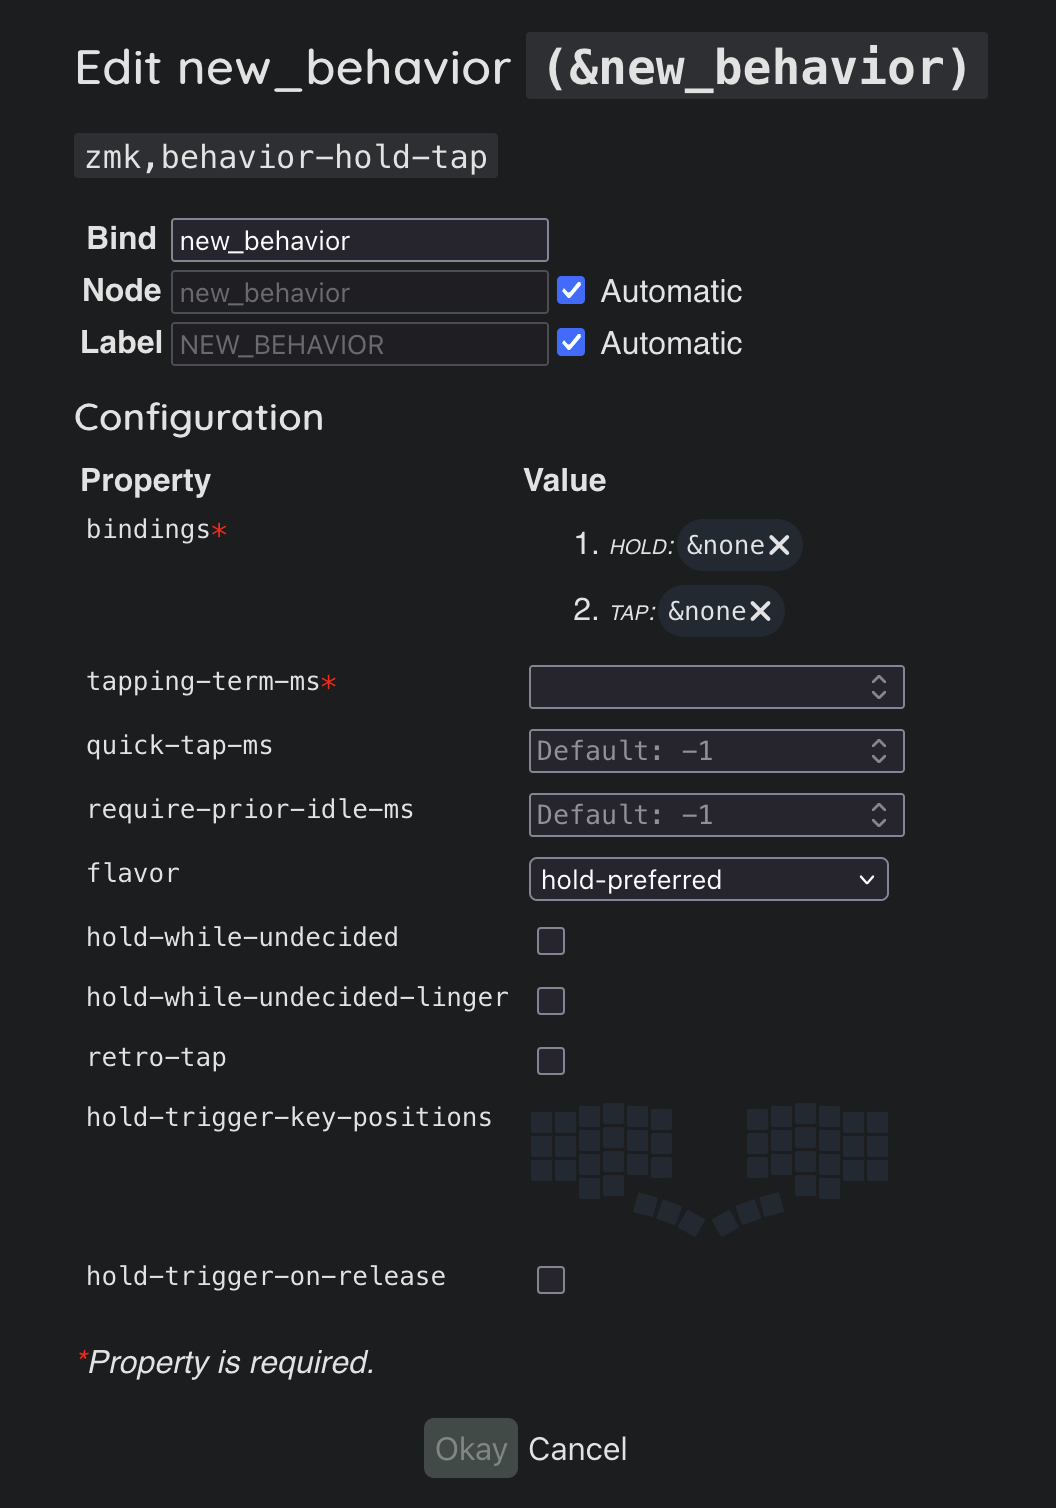 Edit new_behavior (&new_behavior)
zmk,behavior-hold-tap
Bind new_behavior
Node new_behavior Automatic
Label NEW_BEHAVIOR Automatic
Configuration
Property Value
bindings* 1. HOLD: &none✕
2. TAP: &none✕
tapping-term-ms*
quick-tap-ms Default: -1
require-prior-idle-ms Default: -1
flavor hold-preferred
hold-while-undecided
hold-while-undecided-linger
retro-tap
hold-trigger-key-positions
hold-trigger-on-release
*Property is required.
Okay Cancel